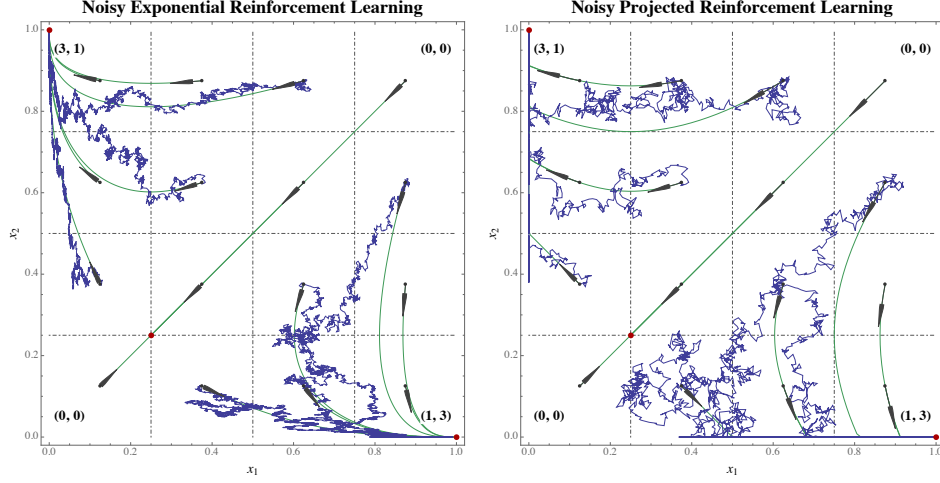 Noisy Exponential Reinforcement Learning
1.0
0.8
0.6
0.4
0.2
0.0
x2
(3, 1)
(0, 0)
(0, 0)
(1, 3)
0.0 0.2 0.4 0.6 0.8 1.0
x1
Noisy Projected Reinforcement Learning
1.0
0.8
0.6
0.4
0.2
0.0
x2
(3, 1)
(0, 0)
(0, 0)
(1, 3)
0.0 0.2 0.4 0.6 0.8 1.0
x1